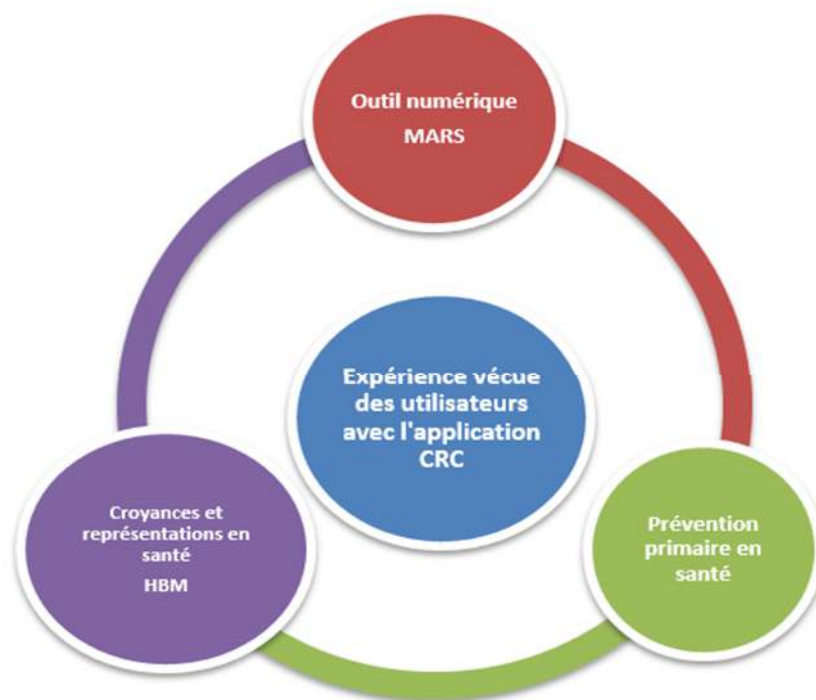 Outil numérique
MARS
Expérience vécue
des utilisateurs
avec l'application
CRC
Croyances et
représentations en
santé
HBM
Prévention
primaire en
santé